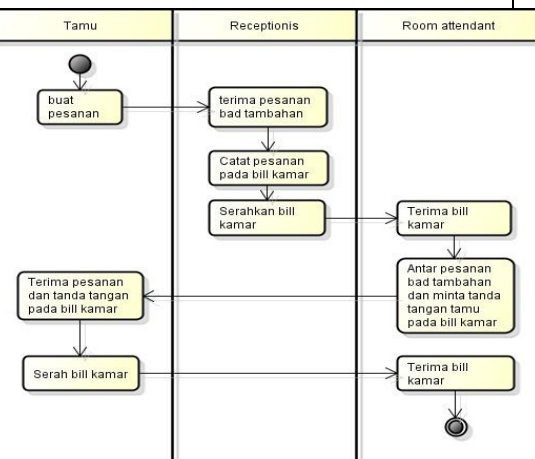 Tamu
Receptionis
Room attendant
buat
pesanan
terima pesanan
bad tambahan
Catat pesanan
pada bill kamar
Serahkan bill
kamar
Terima bill
kamar
Antar pesanan
bad tambahan
dan minta tanda
tangan tamu
pada bill kamar
Terima pesanan
dan tanda tangan
pada bill kamar
Serah bill kamar
Terima bill
kamar